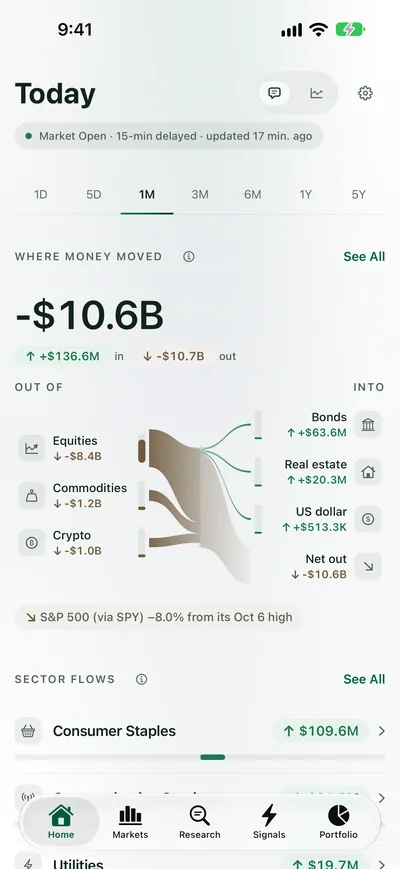 9:41
Today
Market Open · 15-min delayed · updated 17 min. ago
1D 5D 1M 3M 6M 1Y 5Y
WHERE MONEY MOVED
See All
-$10.6B
↑ +$136.6M in ↓ -$10.7B out
OUT OF
INTO
Equities
↓ -$8.4B
Commodities
↓ -$1.2B
Crypto
↓ -$1.0B
Bonds
↑ +$63.6M
Real estate
↑ +$20.3M
US dollar
↑ +$513.3K
Net out
↓ -$10.6B
S&P 500 (via SPY) −8.0% from its Oct 6 high
SECTOR FLOWS
See All
Consumer Staples
↑ $109.6M
Home
Markets
Research
Signals
Portfolio
Utilities
↑ $19.7M